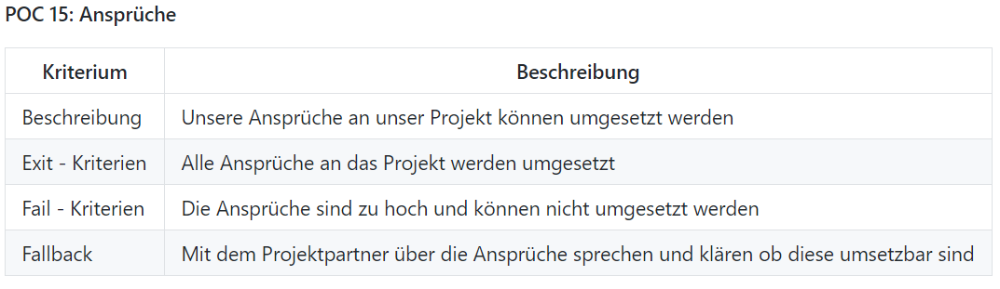 POC 15: Ansprüche
Kriterium Beschreibung
Beschreibung Unsere Ansprüche an unser Projekt können umgesetzt werden
Exit - Kriterien Alle Ansprüche an das Projekt werden umgesetzt
Fail - Kriterien Die Ansprüche sind zu hoch und können nicht umgesetzt werden
Fallback Mit dem Projektpartner über die Ansprüche sprechen und klären ob diese umsetzbar sind